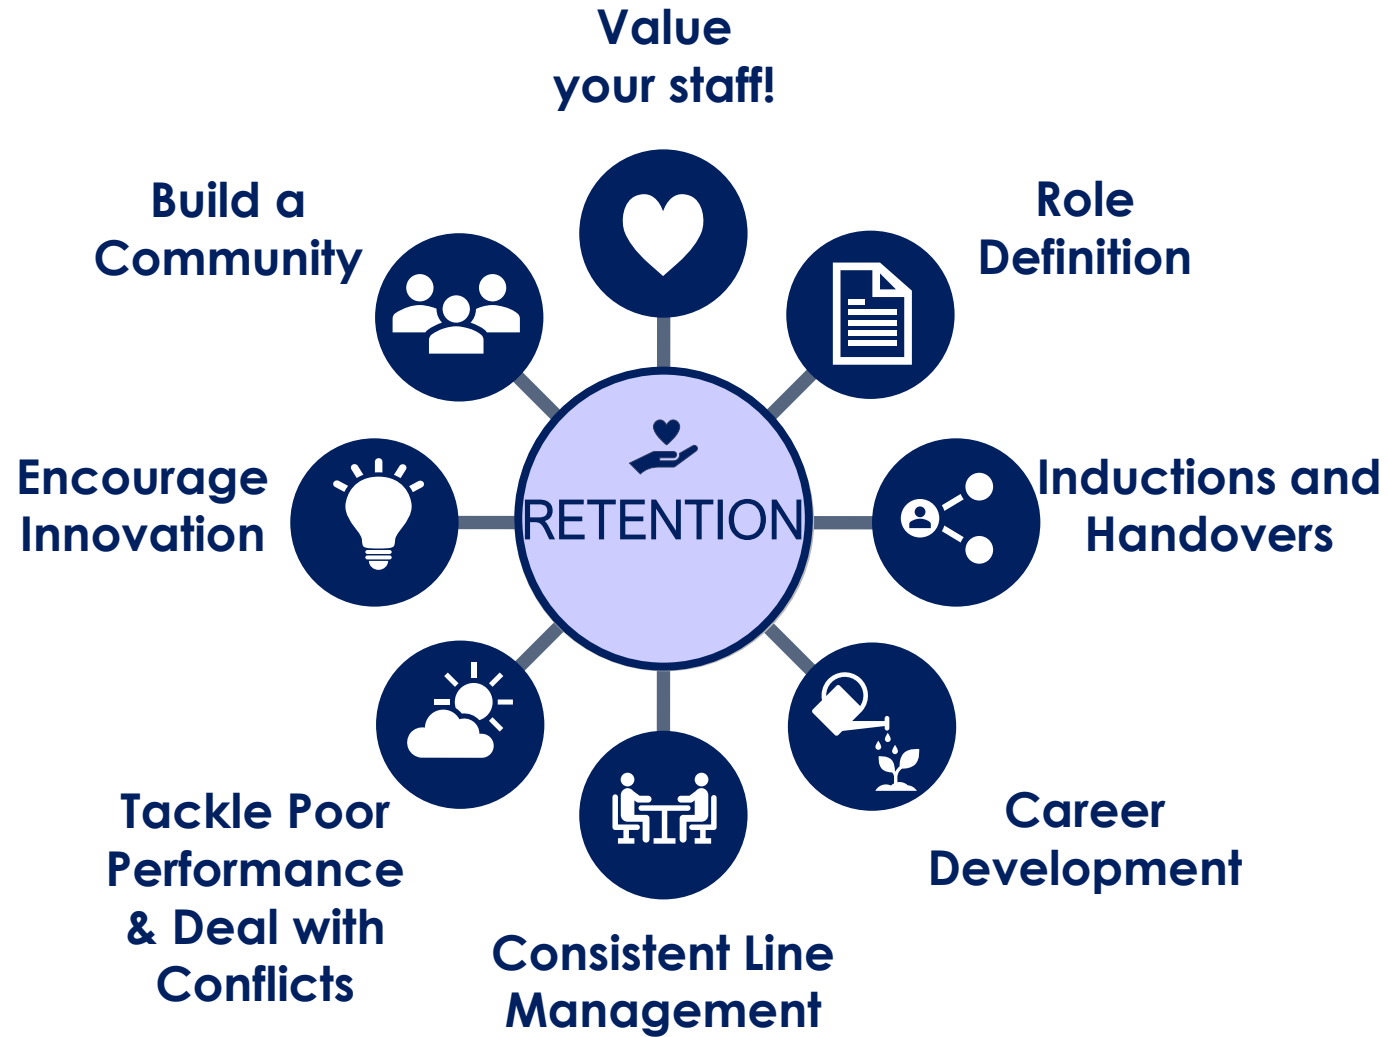 Value
your staff!
Role
Definition
Inductions and
Handovers
Career
Development
Consistent Line
Management
Tackle Poor
Performance
& Deal with
Conflicts
Encourage
Innovation
Build a
Community
RETENTION